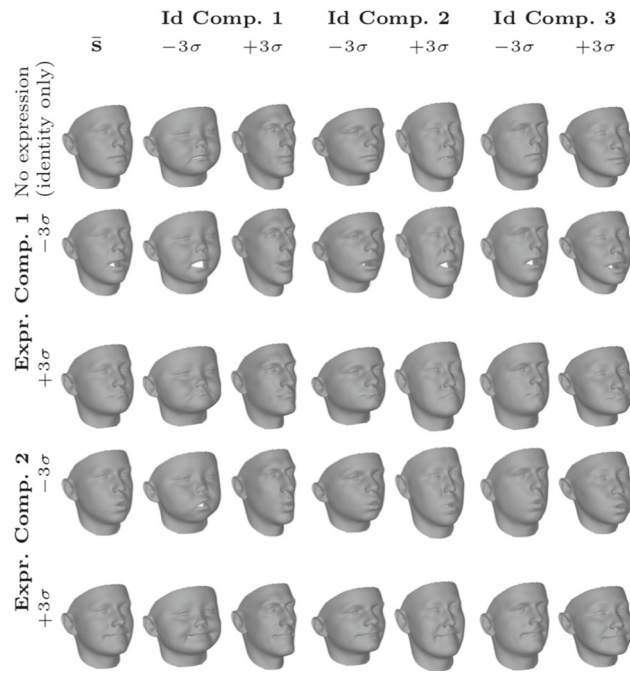 Id Comp. 1 Id Comp. 2 Id Comp. 3
s̄ −3σ +3σ −3σ +3σ −3σ +3σ
No expression
(identity only)
Expr. Comp. 1
−3σ
+3σ
Expr. Comp. 2
−3σ
+3σ